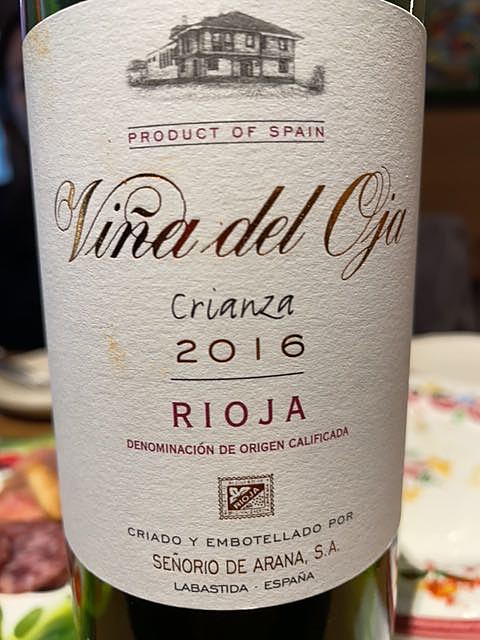 PRODUCT OF SPAIN
Viña del Oja
Crianza
2016
RIOJA
DENOMINACIÓN DE ORIGEN CALIFICADA
RIOJA
CRIADO Y EMBOTELLADO POR
SEÑORIO DE ARANA, S.A.
LABASTIDA - ESPAÑA